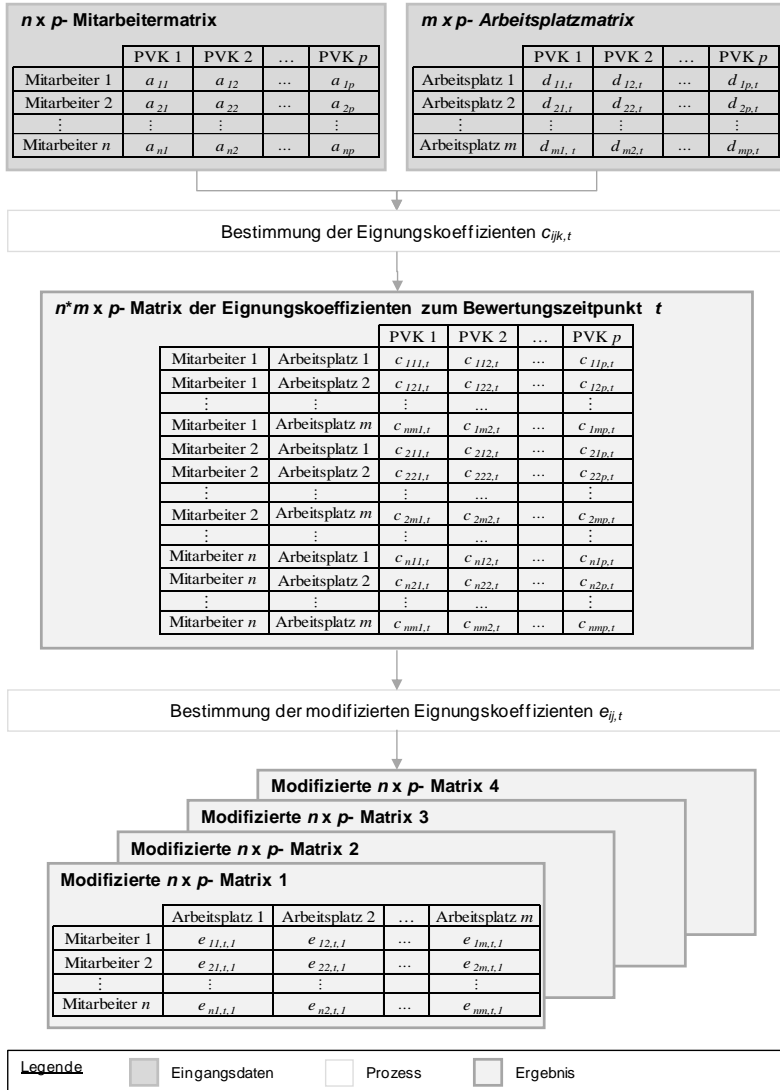 n x p- Mitarbeitermatrix
PVK 1 PVK 2 ... PVK p
Mitarbeiter 1 a 11 a 12 ... a 1p
Mitarbeiter 2 a 21 a 22 ... a 2p
⋮ ⋮ ⋮ ⋮
Mitarbeiter n a n1 a n2 ... a np
m x p- Arbeitsplatzmatrix
PVK 1 PVK 2 ... PVK p
Arbeitsplatz 1 d 11,t d 12,t ... d 1p,t
Arbeitsplatz 2 d 21,t d 22,t ... d 2p,t
⋮ ⋮ ⋮ ⋮
Arbeitsplatz m d m1, t d m2,t ... d mp,t
Bestimmung der Eignungskoeffizienten c ijk,t
n*m x p- Matrix der Eignungskoeffizienten zum Bewertungszeitpunkt t
PVK 1 PVK 2 ... PVK p
Mitarbeiter 1 Arbeitsplatz 1 c 111,t c 112,t ... c 11p,t
Mitarbeiter 1 Arbeitsplatz 2 c 121,t c 122,t ... c 12p,t
⋮ ⋮ ⋮ ... ⋮
Mitarbeiter 1 Arbeitsplatz m c nm1,t c 1m2,t ... c 1mp,t
Mitarbeiter 2 Arbeitsplatz 1 c 211,t c 212,t ... c 21p,t
Mitarbeiter 2 Arbeitsplatz 2 c 221,t c 222,t ... c 22p,t
⋮ ⋮ ⋮ ... ⋮
Mitarbeiter 2 Arbeitsplatz m c 2m1,t c 2m2,t ... c 2mp,t
⋮ ⋮ ⋮ ... ⋮
Mitarbeiter n Arbeitsplatz 1 c n11,t c n12,t ... c n1p,t
Mitarbeiter n Arbeitsplatz 2 c n21,t c n22,t ... c n2p,t
⋮ ⋮ ⋮ ... ⋮
Mitarbeiter n Arbeitsplatz m c nm1,t c nm2,t ... c nmp,t
Bestimmung der modifizierten Eignungskoeffizienten e ij,t
Modifizierte n x p- Matrix 4
Modifizierte n x p- Matrix 3
Modifizierte n x p- Matrix 2
Modifizierte n x p- Matrix 1
Arbeitsplatz 1 Arbeitsplatz 2 ... Arbeitsplatz m
Mitarbeiter 1 e 11,t,1 e 12,t,1 ... e 1m,t,1
Mitarbeiter 2 e 21,t,1 e 22,t,1 ... e 2m,t,1
⋮ ⋮ ⋮ ⋮
Mitarbeiter n e n1,t,1 e n2,t,1 ... e nm,t,1
Legende Eingangsdaten Prozess Ergebnis